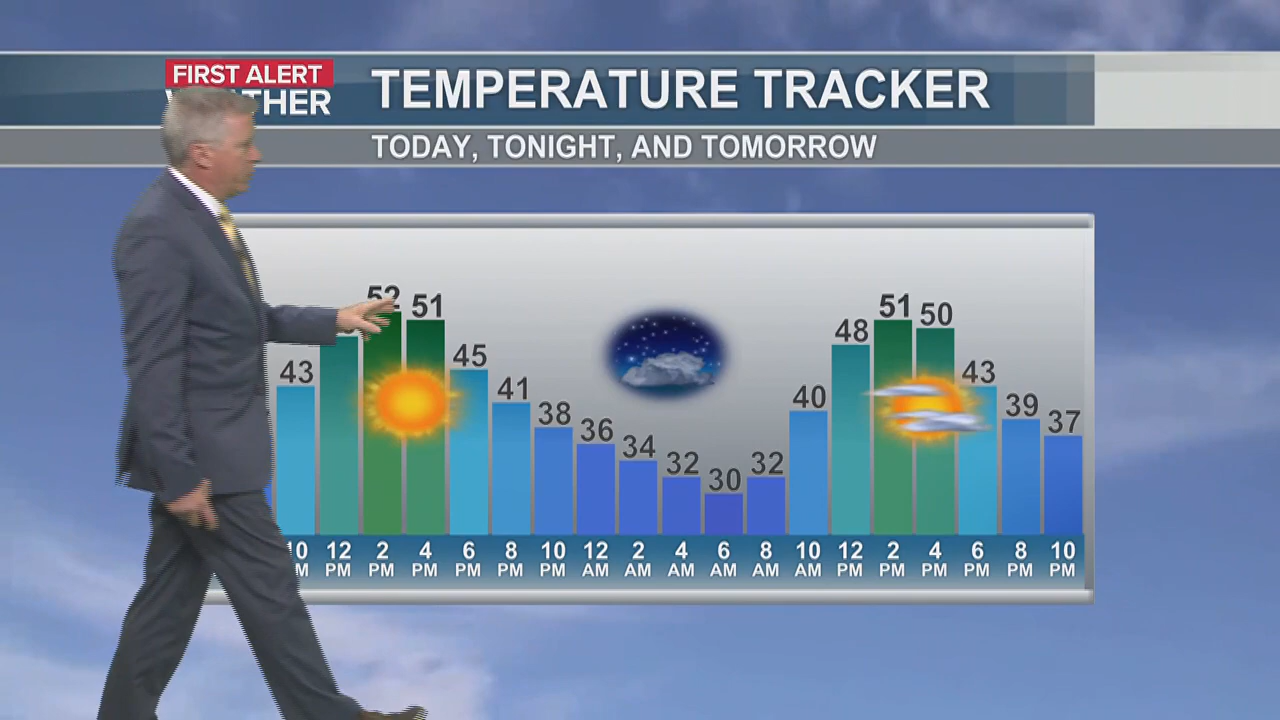 FIRST ALERT
TEMPERATURE TRACKER
TODAY, TONIGHT, AND TOMORROW
43 52 51 45 41 38 36 34 32 30 32 40 48 51 50 43 39 37
12 2 4 6 8 10 12 2 4 6 8 10 12 2 4 6 8 10
PM PM PM PM PM PM AM AM AM AM AM AM PM PM PM PM PM PM